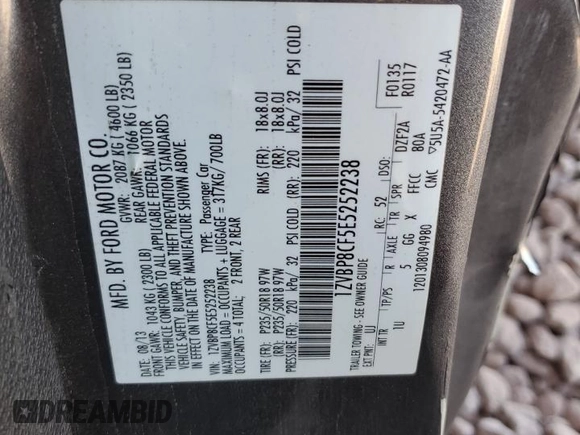 MFD. BY FORD MOTOR CO.
08/13 GVWR: 2087 KG ( 4600 LB)
FRONT GAWR: 1043 KG ( 2300 LB) REAR GAWR: 1066 KG ( 2350 LB)
THIS VEHICLE CONFORMS TO ALL APPLICABLE FEDERAL MOTOR
VEHICLE SAFETY, BUMPER, AND THEFT PREVENTION STANDARDS
IN EFFECT ON THE DATE OF MANUFACTURE SHOWN ABOVE.
VIN: 1ZVBP8CF5E5252238 TYPE: Passenger Car
MAXIMUM LOAD = OCCUPANTS + LUGGAGE = 317KG/700LB
OCCUPANTS = 4 TOTAL: 2 FRONT, 2 REAR
TIRE (FR): P235/50R18 97W RIMS (FR): 18x8.0J
TIRE (RR): P235/50R18 97W RIMS (RR): 18x8.0J
PRESSURE (FR): 220 kPa/ 32 PSI COLD (RR): 220 kPa/ 32 PSI COLD
1ZVBP8CF5E5252238
TRAILER TOWING - SEE OWNER GUIDE F0135
EXT PNT: UJ RC: 52 DSO: R0117
INT TR TP/PS R AXLE TR SPR DZF2A
1U 5 GG X FFCC 80A
1201308094980 CMC 5U5A-5420472-AA
AUTODREAMBID